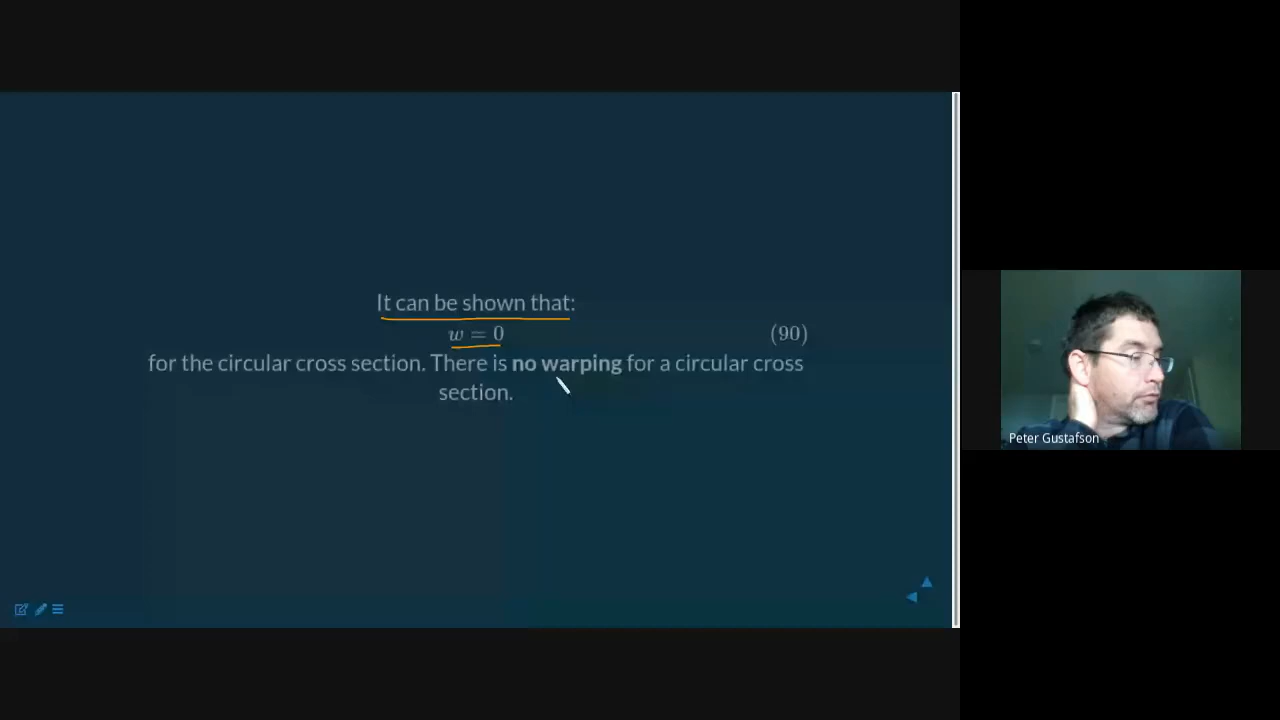 It can be shown that:
w = 0 (90)
for the circular cross section. There is no warping for a circular cross
section.
Peter Gustafson